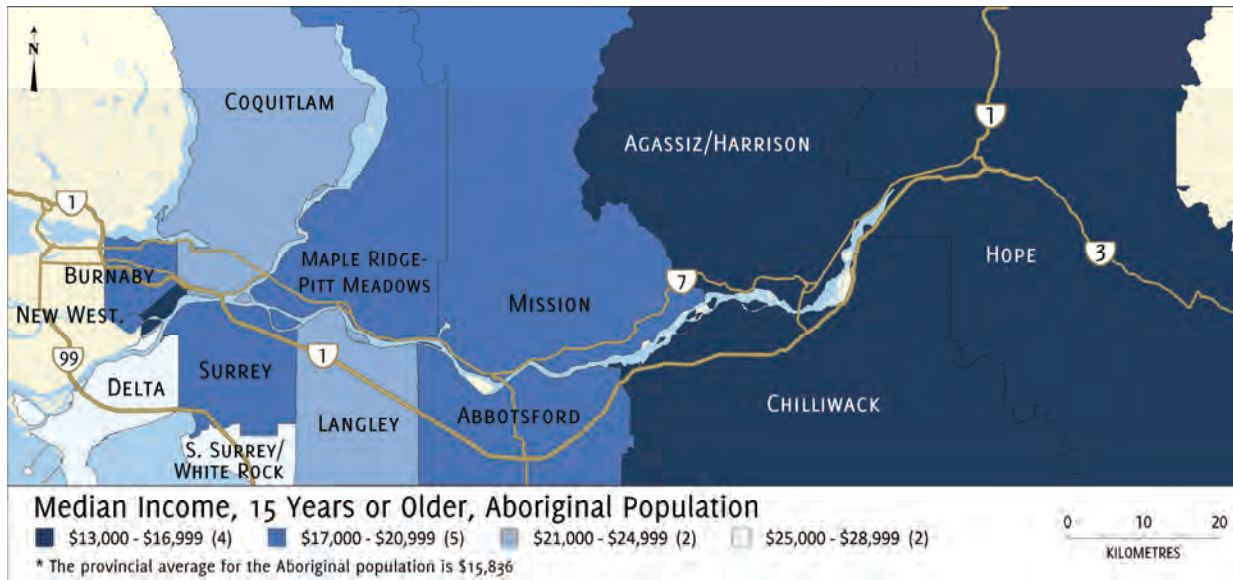 N
COQUITLAM
AGASSIZ/HARRISON
1
1
BURNABY
MAPLE RIDGE-
PITT MEADOWS
7
HOPE
3
MISSION
NEW WEST.
99
1
SURREY
DELTA
LANGLEY
ABBOTSFORD
CHILLIWACK
S. SURREY/
WHITE ROCK
Median Income, 15 Years or Older, Aboriginal Population
$13,000 - $16,999 (4) $17,000 - $20,999 (5) $21,000 - $24,999 (2) $25,000 - $28,999 (2)
* The provincial average for the Aboriginal population is $15,836
0 10 20
KILOMETRES